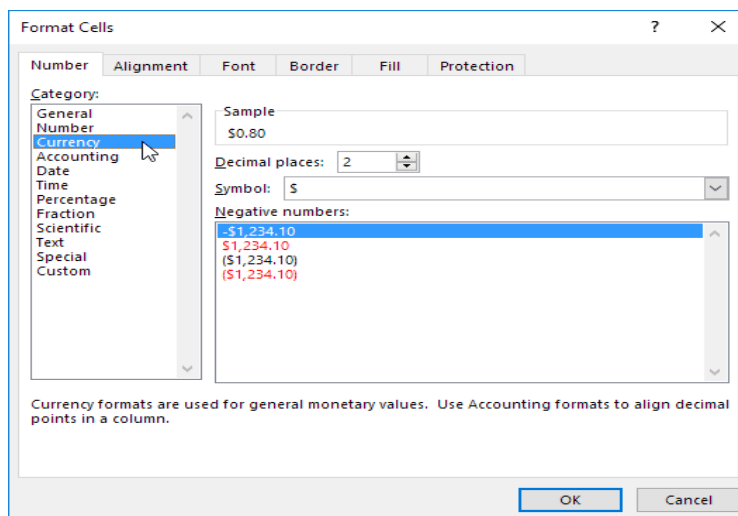 Format Cells
?
Number Alignment Font Border Fill Protection
Category:
General
Number
Currency
Accounting
Date
Time
Percentage
Fraction
Scientific
Text
Special
Custom
Sample
$0.80
Decimal places: 2
Symbol: $
Negative numbers:
-$1,234.10
$1,234.10
($1,234.10)
($1,234.10)
Currency formats are used for general monetary values. Use Accounting formats to align decimal
points in a column.
OK Cancel